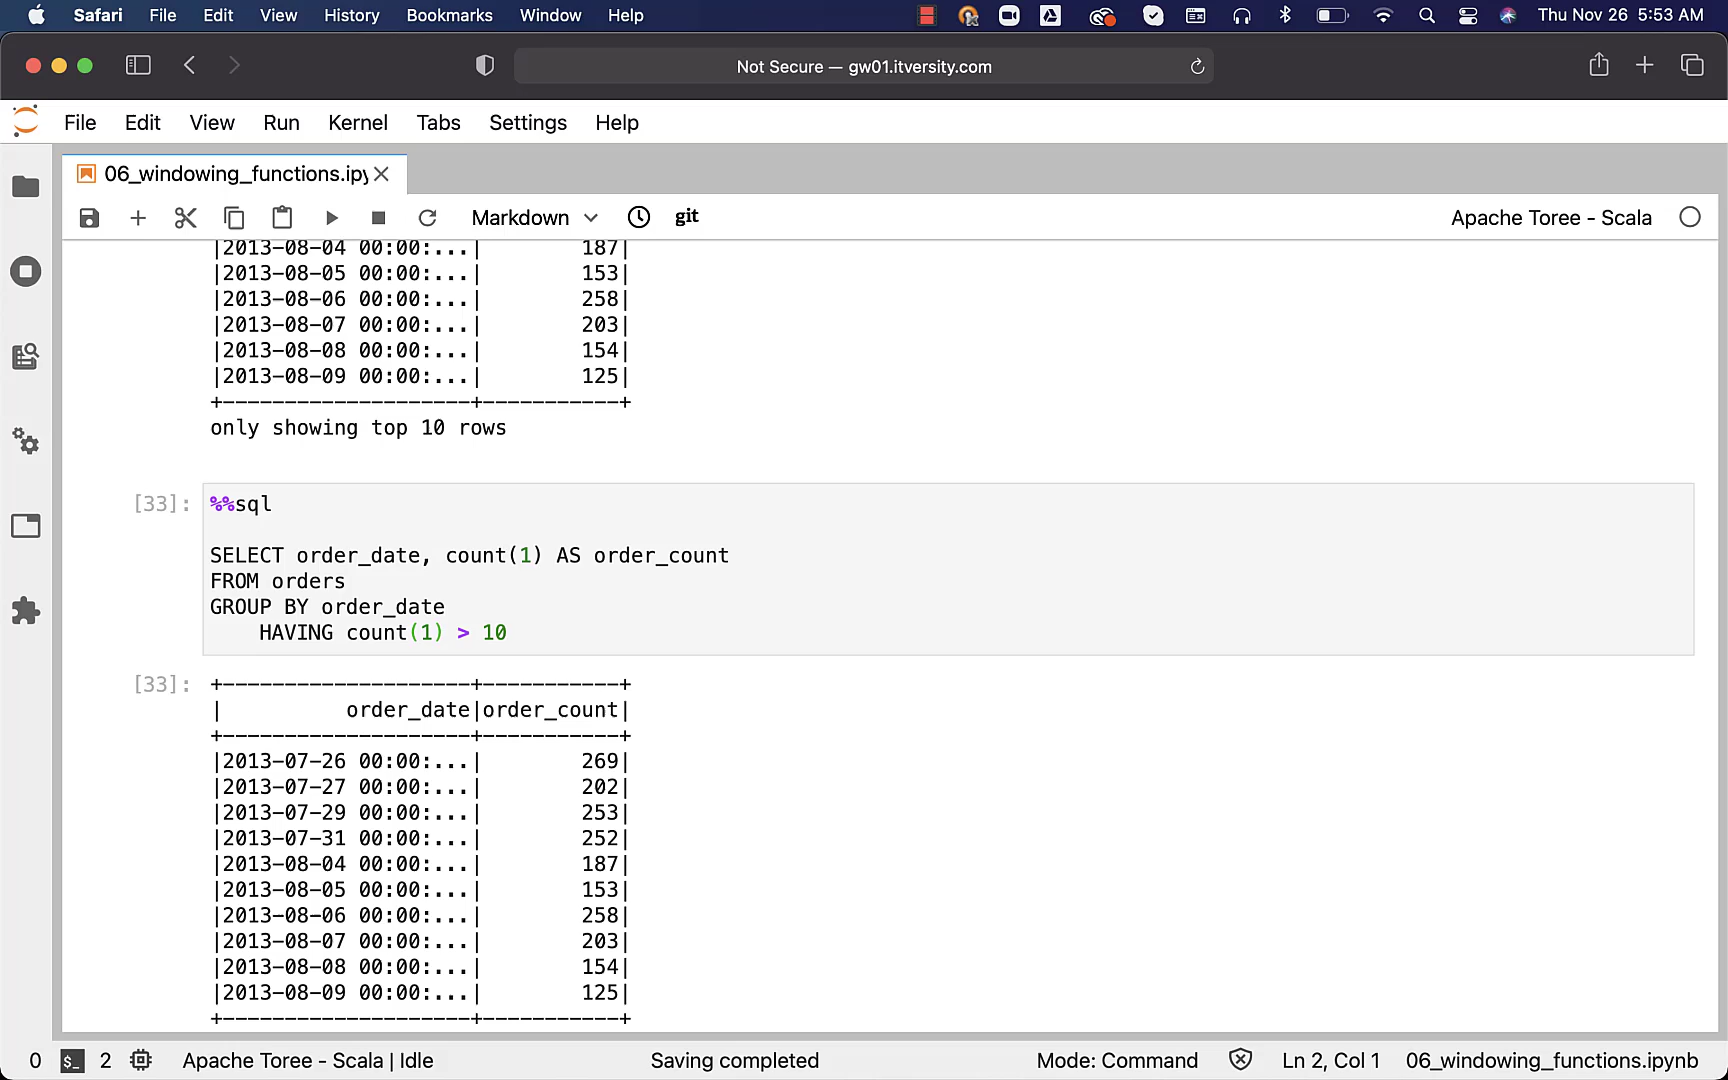 Safari File Edit View History Bookmarks Window Help Thu Nov 26 5:53 AM
Not Secure — gw01.itversity.com
File Edit View Run Kernel Tabs Settings Help
06_windowing_functions.ipy
Markdown git Apache Toree - Scala
|2013-08-04 00:00:...| 187|
|2013-08-05 00:00:...| 153|
|2013-08-06 00:00:...| 258|
|2013-08-07 00:00:...| 203|
|2013-08-08 00:00:...| 154|
|2013-08-09 00:00:...| 125|
+--------------------+-----------+
only showing top 10 rows
[33]: %%sql
SELECT order_date, count(1) AS order_count
FROM orders
GROUP BY order_date
HAVING count(1) > 10
[33]: +--------------------+-----------+
| order_date|order_count|
+--------------------+-----------+
|2013-07-26 00:00:...| 269|
|2013-07-27 00:00:...| 202|
|2013-07-29 00:00:...| 253|
|2013-07-31 00:00:...| 252|
|2013-08-04 00:00:...| 187|
|2013-08-05 00:00:...| 153|
|2013-08-06 00:00:...| 258|
|2013-08-07 00:00:...| 203|
|2013-08-08 00:00:...| 154|
|2013-08-09 00:00:...| 125|
+--------------------+-----------+
0 $_ 2 Apache Toree - Scala | Idle Saving completed Mode: Command Ln 2, Col 1 06_windowing_functions.ipynb